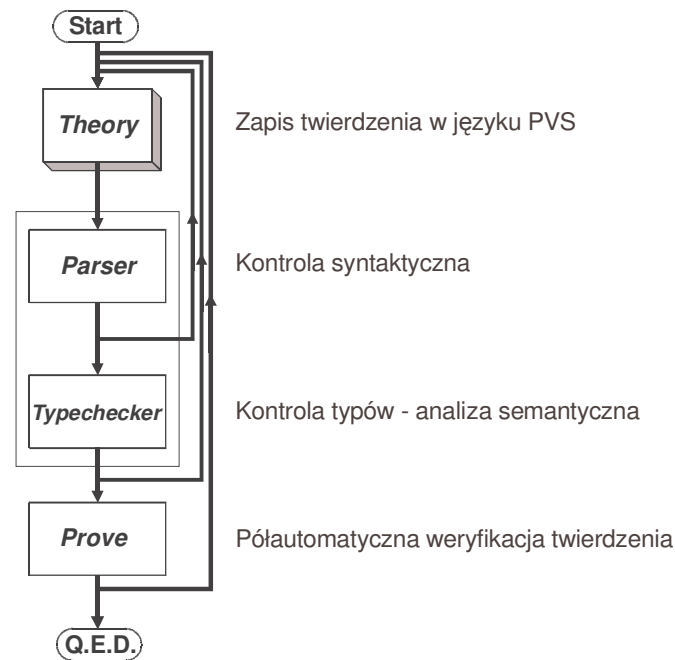 Start
Theory
Zapis twierdzenia w języku PVS
Parser
Kontrola syntaktyczna
Typechecker
Kontrola typów - analiza semantyczna
Prove
Półautomatyczna weryfikacja twierdzenia
Q.E.D.